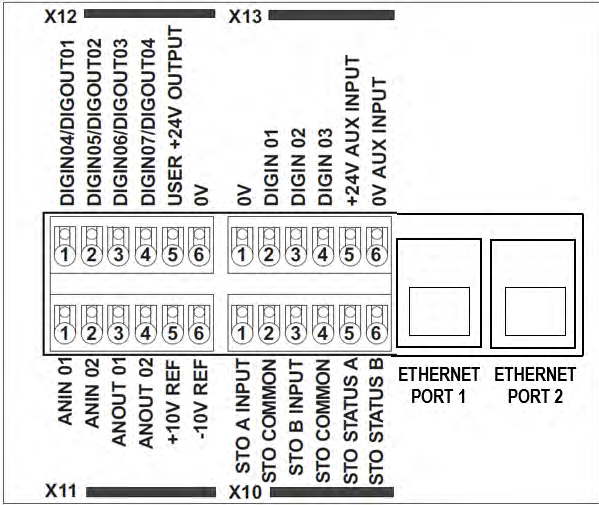 X12
X13
DIGIN04/DIGOUT01
DIGIN05/DIGOUT02
DIGIN06/DIGOUT03
DIGIN07/DIGOUT04
USER +24V OUTPUT
0V
0V
DIGIN 01
DIGIN 02
DIGIN 03
+24V AUX INPUT
0V AUX INPUT
1 2 3 4 5 6
1 2 3 4 5 6
1 2 3 4 5 6
1 2 3 4 5 6
ANIN 01
ANIN 02
ANOUT 01
ANOUT 02
+10V REF
-10V REF
STO A INPUT
STO COMMON
STO B INPUT
STO COMMON
STO STATUS A
STO STATUS B
ETHERNET
PORT 1
ETHERNET
PORT 2
X11
X10